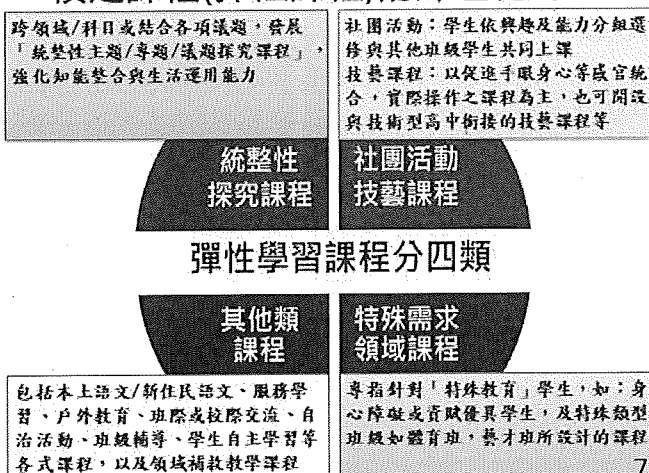 跨領域/科目或結合各項議題，發展
「統整性主題/專題/議題探究課程」，
強化知能整合與生活運用能力
社團活動：學生依興趣及能力分組選
修與其他班級學生共同上課
技藝課程：以促進手眼身心等感官統
合，實際操作之課程為主，也可開設
與技術型高中銜接的技藝課程等
統整性
探究課程
社團活動
技藝課程
彈性學習課程分四類
其他類
課程
特殊需求
領域課程
包括本土語文/新住民語文、服務學
習、戶外教育、班際或校際交流、自
治活動、班級輔導、學生自主學習等
各式課程，以及領域補救教學課程
專指針對「特殊教育」學生，如：身
心障礙或資賦優異學生，及特殊類型
班級如體育班，藝才班所設計的課程
7